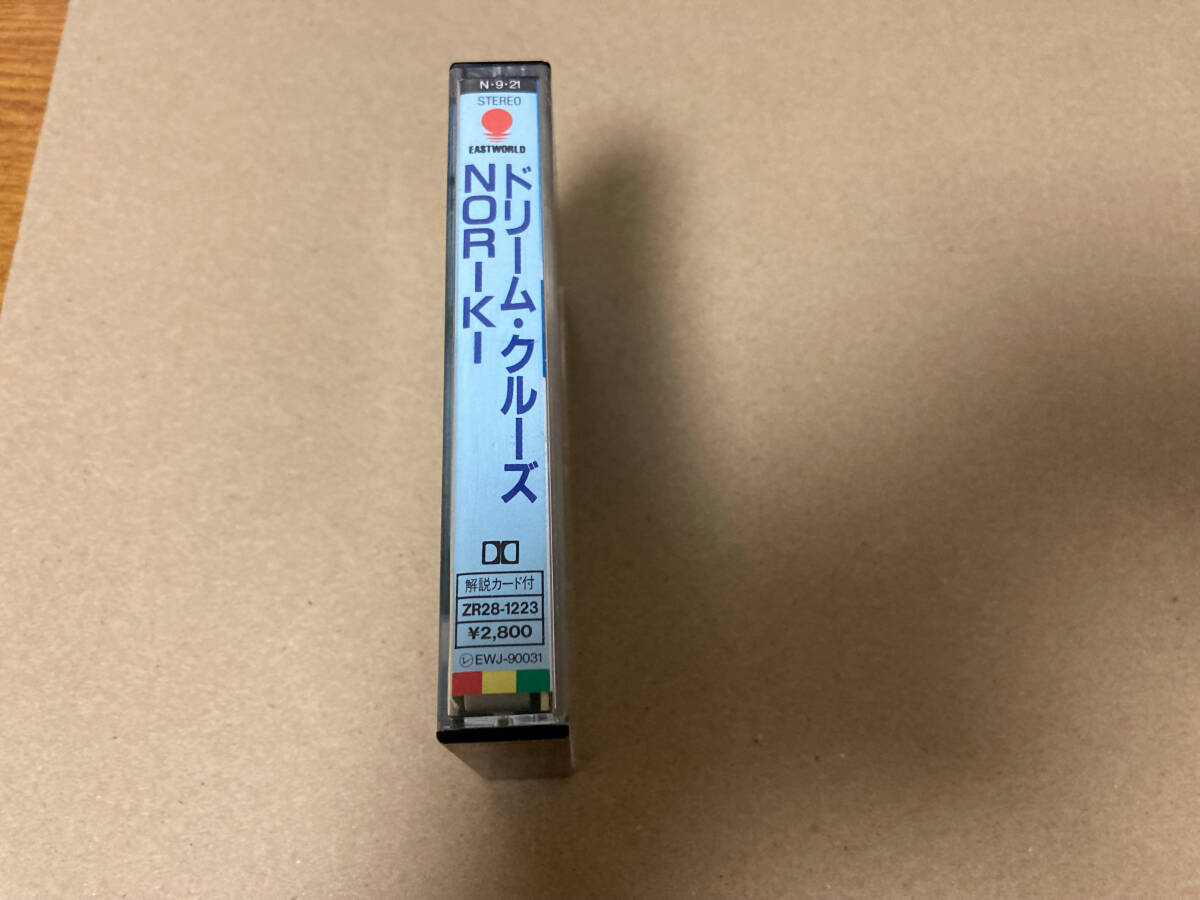 N・9・21
STEREO
EASTWORLD
ドリーム・クルーズ
NORIKI
解説カード付
ZR28-1223
¥2,800
Ⓛ EWJ-90031